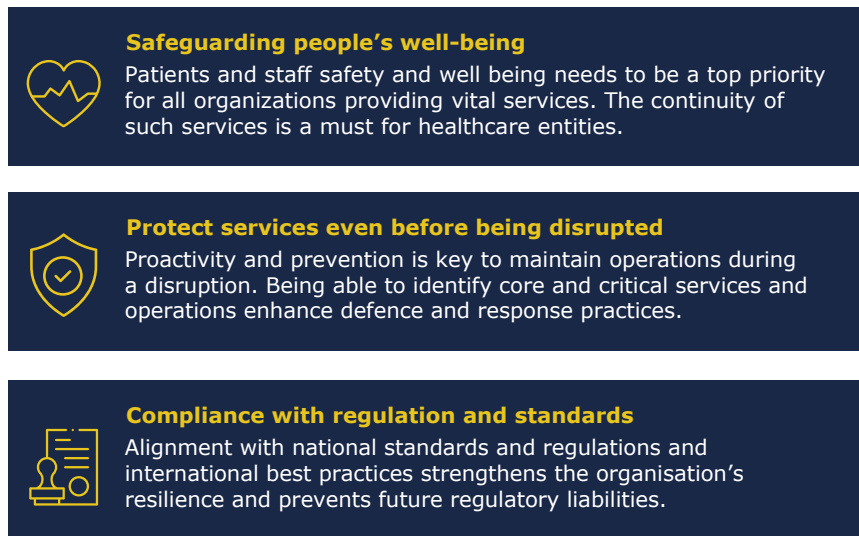 Safeguarding people’s well-being
Patients and staff safety and well being needs to be a top priority
for all organizations providing vital services. The continuity of
such services is a must for healthcare entities.
Protect services even before being disrupted
Proactivity and prevention is key to maintain operations during
a disruption. Being able to identify core and critical services and
operations enhance defence and response practices.
Compliance with regulation and standards
Alignment with national standards and regulations and
international best practices strengthens the organisation’s
resilience and prevents future regulatory liabilities.